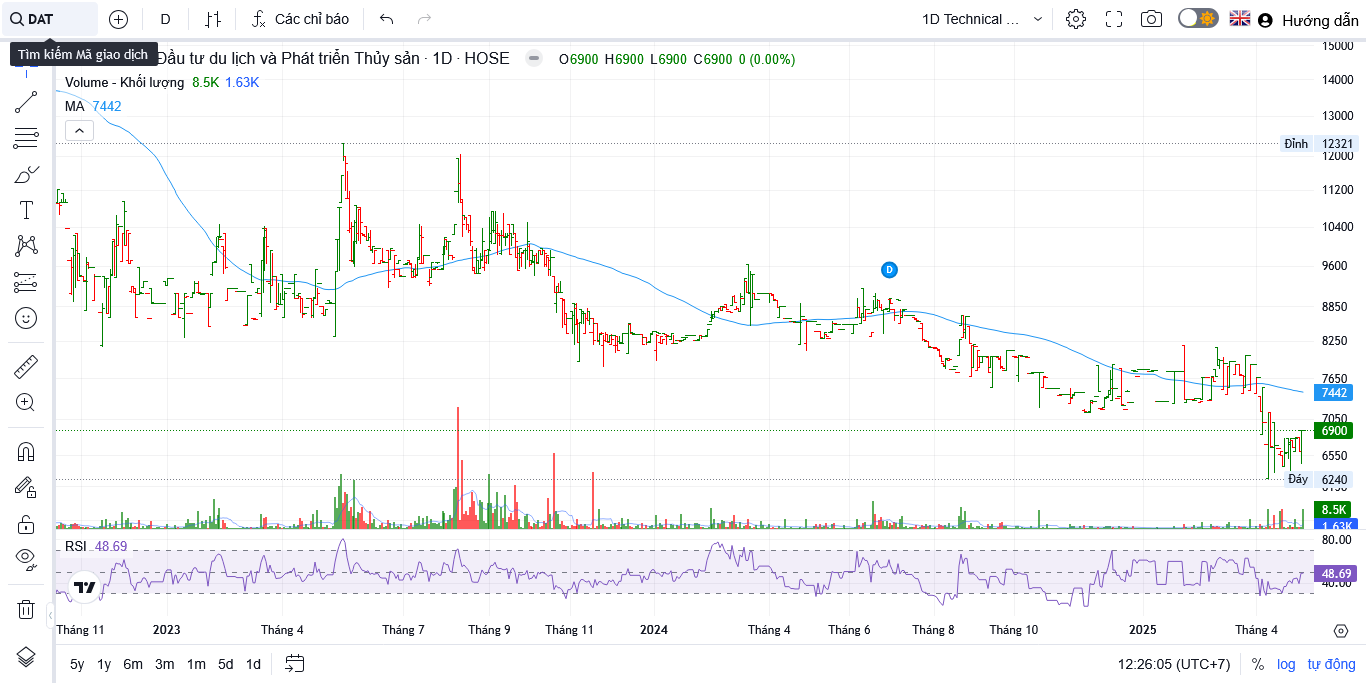 DAT
D
Các chỉ báo
1D Technical ...
Hướng dẫn
Tìm kiếm Mã giao dịch
Đầu tư du lịch và Phát triển Thủy sản · 1D · HOSE
O6900 H6900 L6900 C6900 0 (0.00%)
Volume - Khối lượng 8.5K 1.63K
MA 7442
15000
14000
13000
Đỉnh 12321
12000
11200
10400
9600
D
8850
8250
7650
7442
7050
6900
6550
Đáy 6240
8.5K
1.63K
RSI 48.69
80.00
48.69
40.00
Tháng 11 2023 Tháng 4 Tháng 7 Tháng 9 Tháng 11 2024 Tháng 4 Tháng 6 Tháng 8 Tháng 10 2025 Tháng 4
5y 1y 6m 3m 1m 5d 1d
12:26:05 (UTC+7) % log tự động